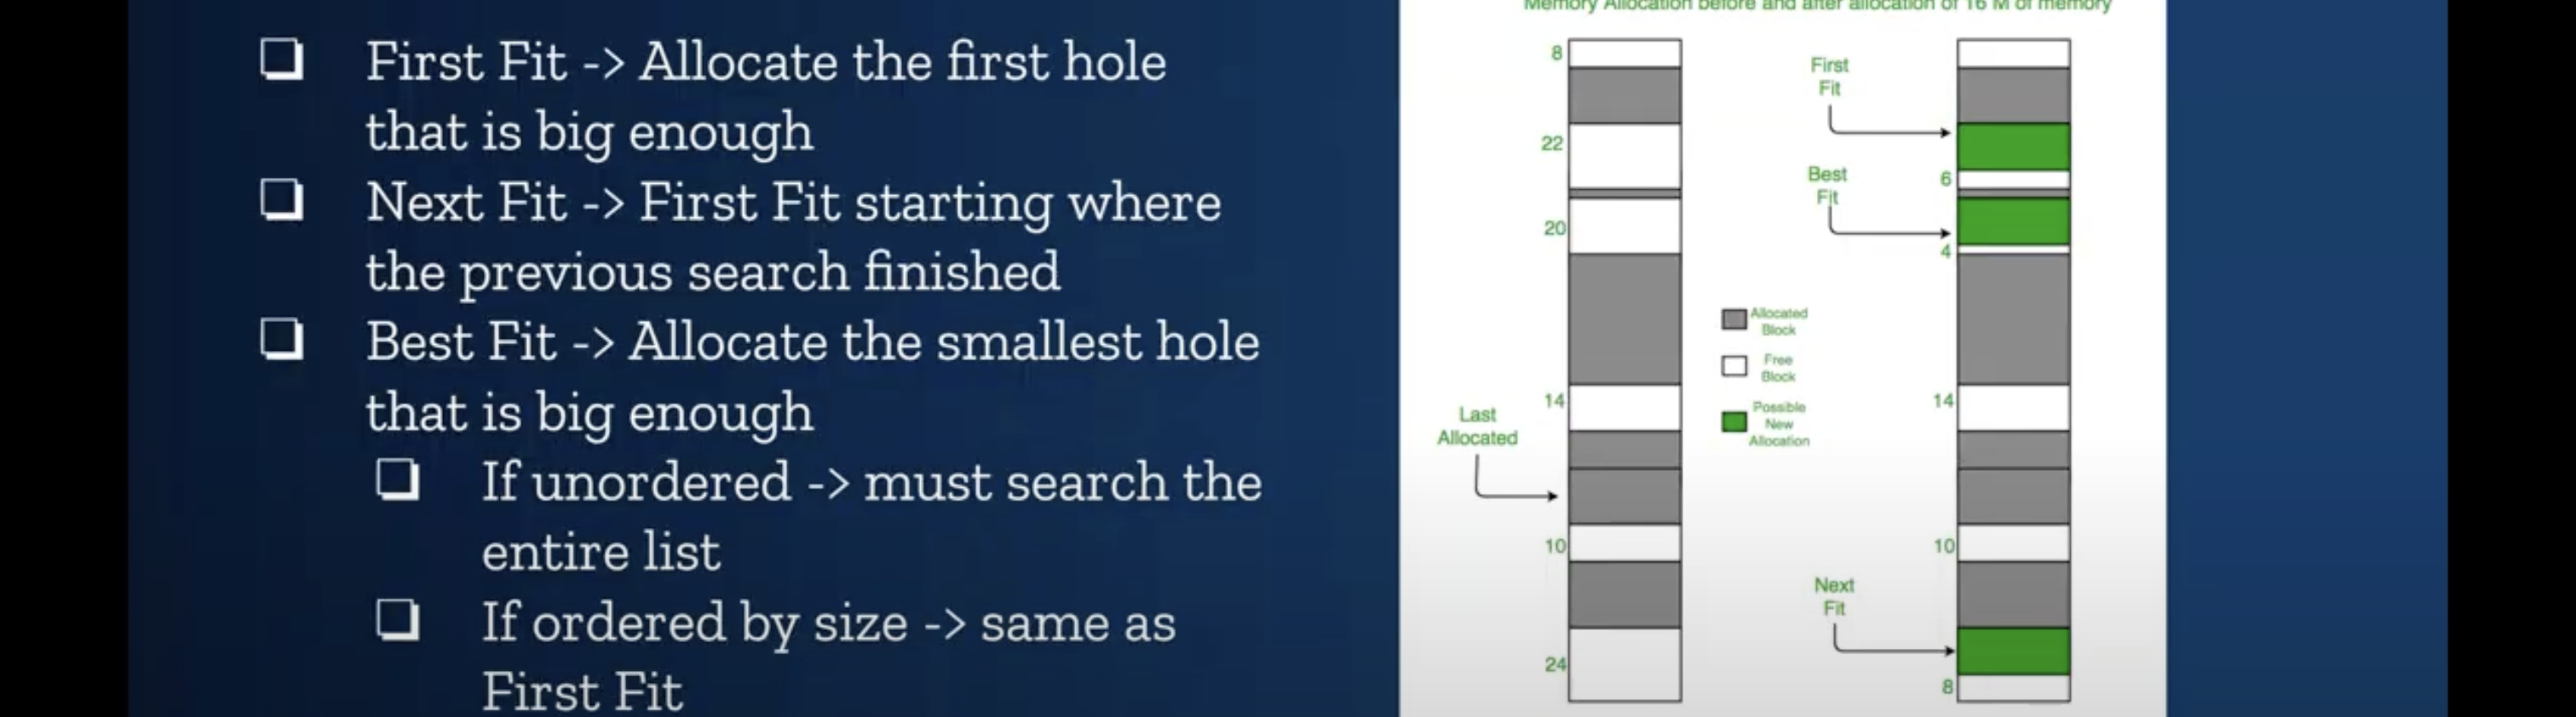 First Fit -> Allocate the first hole
that is big enough
Next Fit -> First Fit starting where
the previous search finished
Best Fit -> Allocate the smallest hole
that is big enough
If unordered -> must search the
entire list
If ordered by size -> same as
First Fit
Memory Allocation before and after allocation of 16 M of memory
8
22
20
14
Last
Allocated
10
24
First
Fit
Best
Fit
Allocated
Block
Free
Block
Possible
New
Allocation
Next
Fit
6
4
14
10
8